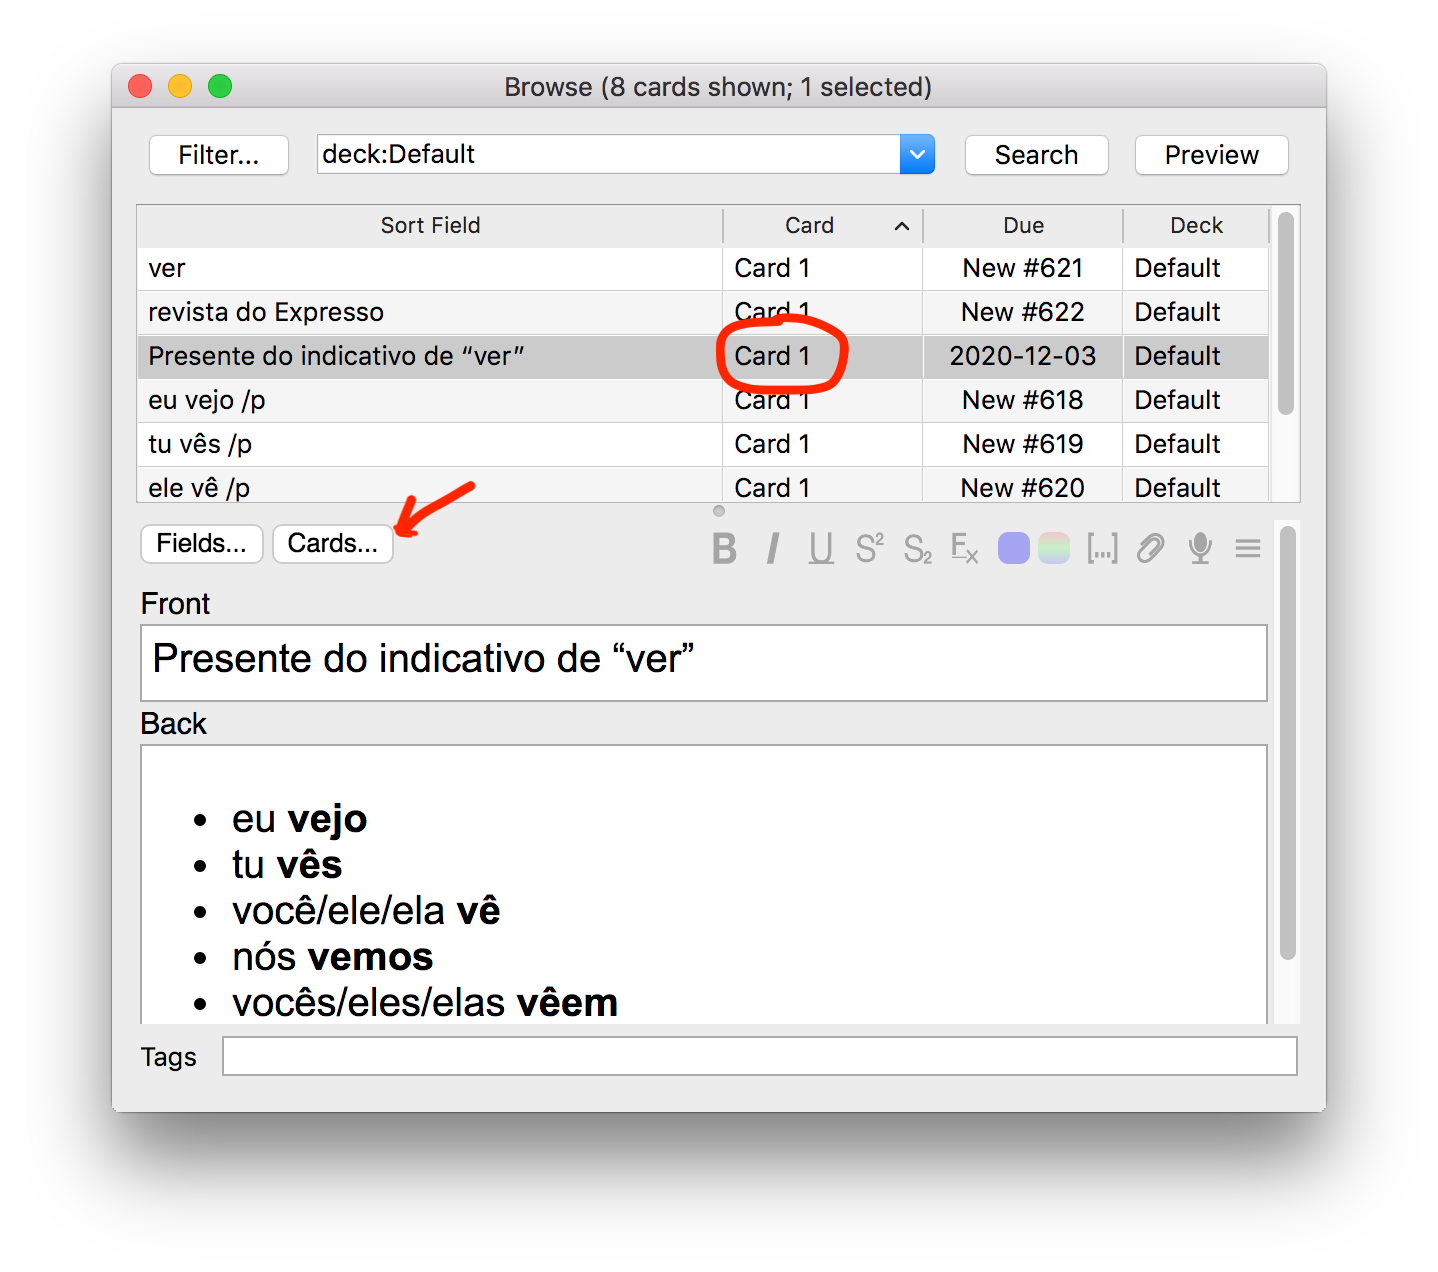 Browse (8 cards shown; 1 selected)
Filter... deck:Default Search Preview
Sort Field Card Due Deck
ver Card 1 New #621 Default
revista do Expresso Card 1 New #622 Default
Presente do indicativo de “ver” Card 1 2020-12-03 Default
eu vejo /p Card 1 New #618 Default
tu vês /p Card 1 New #619 Default
ele vê /p Card 1 New #620 Default
Fields... Cards... B I U S² S₂ Fx [...]
Front
Presente do indicativo de “ver”
Back
• eu vejo
• tu vês
• você/ele/ela vê
• nós vemos
• vocês/eles/elas vêem
Tags